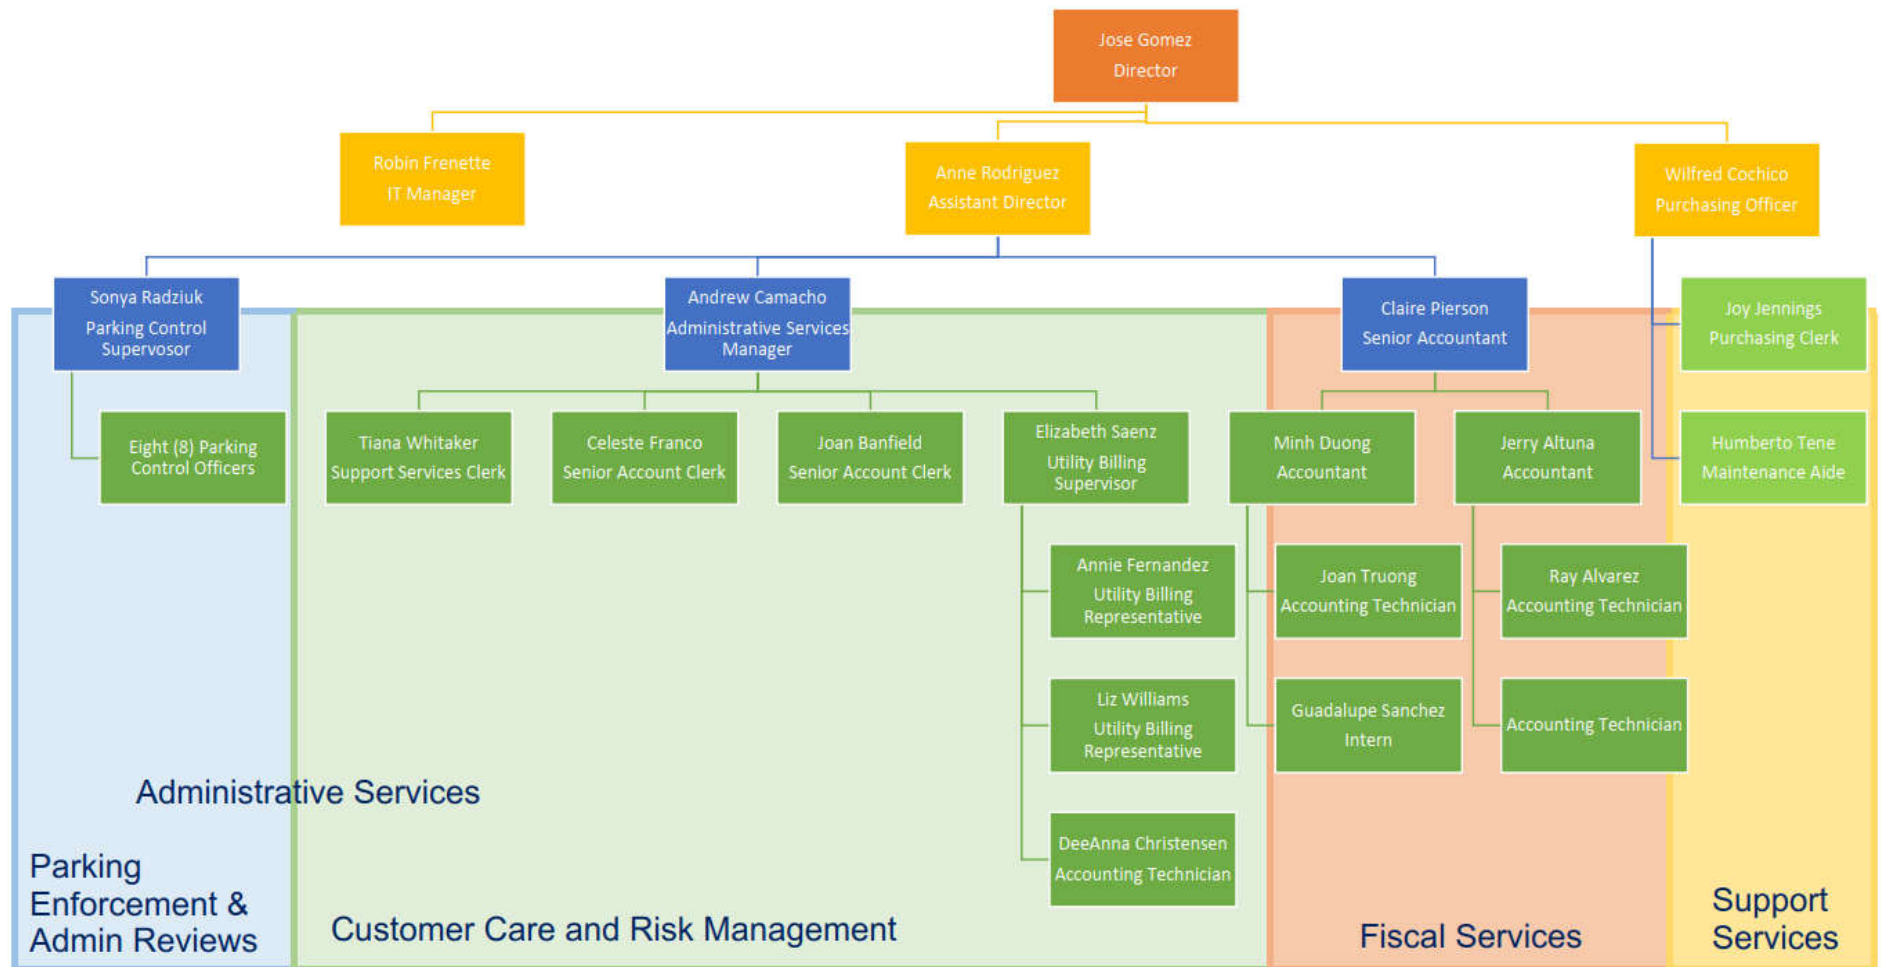 Jose Gomez
Director
Robin Frenette
IT Manager
Anne Rodriguez
Assistant Director
Wilfred Cochico
Purchasing Officer
Sonya Radziuk
Parking Control
Supervosor
Andrew Camacho
Administrative Services
Manager
Claire Pierson
Senior Accountant
Joy Jennings
Purchasing Clerk
Eight (8) Parking
Control Officers
Tiana Whitaker
Support Services Clerk
Celeste Franco
Senior Account Clerk
Joan Banfield
Senior Account Clerk
Elizabeth Saenz
Utility Billing
Supervisor
Minh Duong
Accountant
Jerry Altuna
Accountant
Humberto Tene
Maintenance Aide
Annie Fernandez
Utility Billing
Representative
Joan Truong
Accounting Technician
Ray Alvarez
Accounting Technician
Liz Williams
Utility Billing
Representative
Guadalupe Sanchez
Intern
Accounting Technician
DeeAnna Christensen
Accounting Technician
Administrative Services
Parking
Enforcement &
Admin Reviews
Customer Care and Risk Management
Fiscal Services
Support
Services